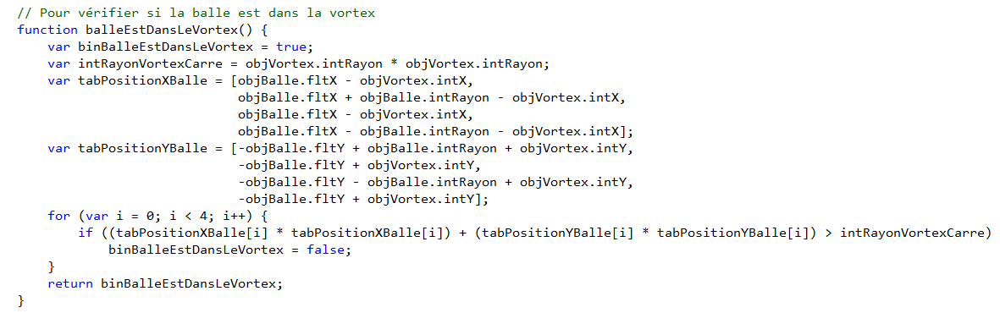 // Pour vérifier si la balle est dans la vortex
function balleEstDansLeVortex() {
    var binBalleEstDansLeVortex = true;
    var intRayonVortexCarre = objVortex.intRayon * objVortex.intRayon;
    var tabPositionXBalle = [objBalle.fltX - objVortex.intX,
                             objBalle.fltX + objBalle.intRayon - objVortex.intX,
                             objBalle.fltX - objVortex.intX,
                             objBalle.fltX - objBalle.intRayon - objVortex.intX];
    var tabPositionYBalle = [-objBalle.fltY + objBalle.intRayon + objVortex.intY,
                             -objBalle.fltY + objVortex.intY,
                             -objBalle.fltY - objBalle.intRayon + objVortex.intY,
                             -objBalle.fltY + objVortex.intY];
    for (var i = 0; i < 4; i++) {
        if ((tabPositionXBalle[i] * tabPositionXBalle[i]) + (tabPositionYBalle[i] * tabPositionYBalle[i]) > intRayonVortexCarre)
            binBalleEstDansLeVortex = false;
    }
    return binBalleEstDansLeVortex;
}